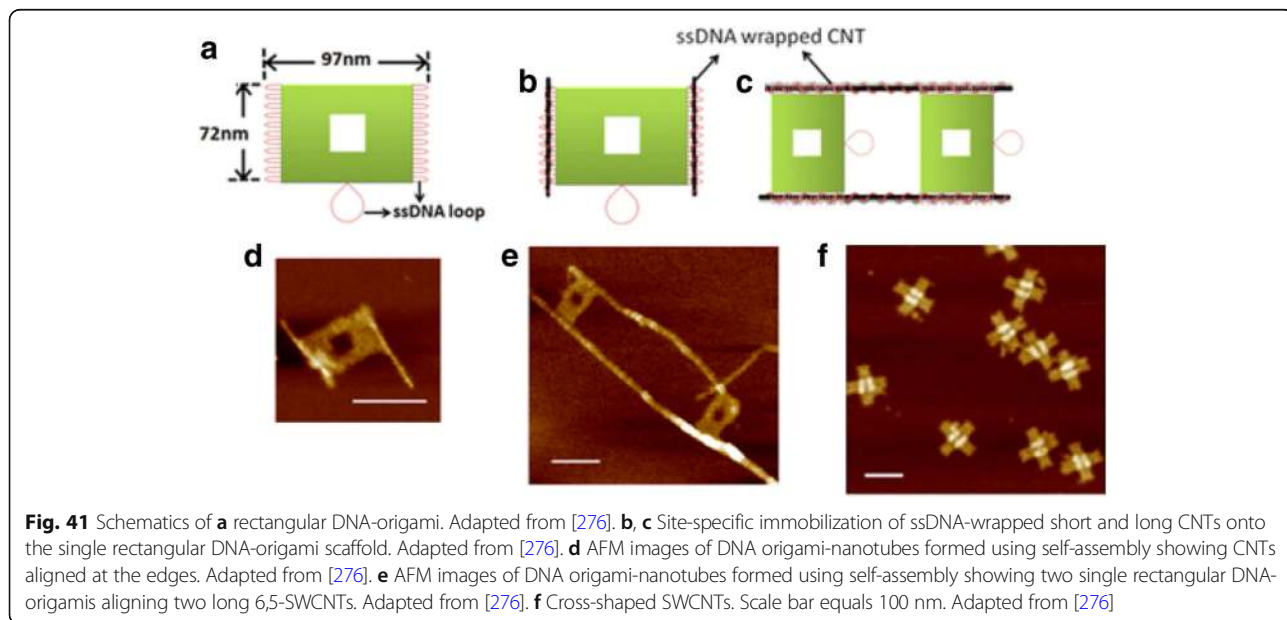 ssDNA wrapped CNT
a
97nm
72nm
ssDNA loop
b
c
d
e
f
Fig. 41 Schematics of a rectangular DNA-origami. Adapted from [276]. b, c Site-specific immobilization of ssDNA-wrapped short and long CNTs onto
the single rectangular DNA-origami scaffold. Adapted from [276]. d AFM images of DNA origami-nanotubes formed using self-assembly showing CNTs
aligned at the edges. Adapted from [276]. e AFM images of DNA origami-nanotubes formed using self-assembly showing two single rectangular DNA-
origamis aligning two long 6,5-SWCNTs. Adapted from [276]. f Cross-shaped SWCNTs. Scale bar equals 100 nm. Adapted from [276]